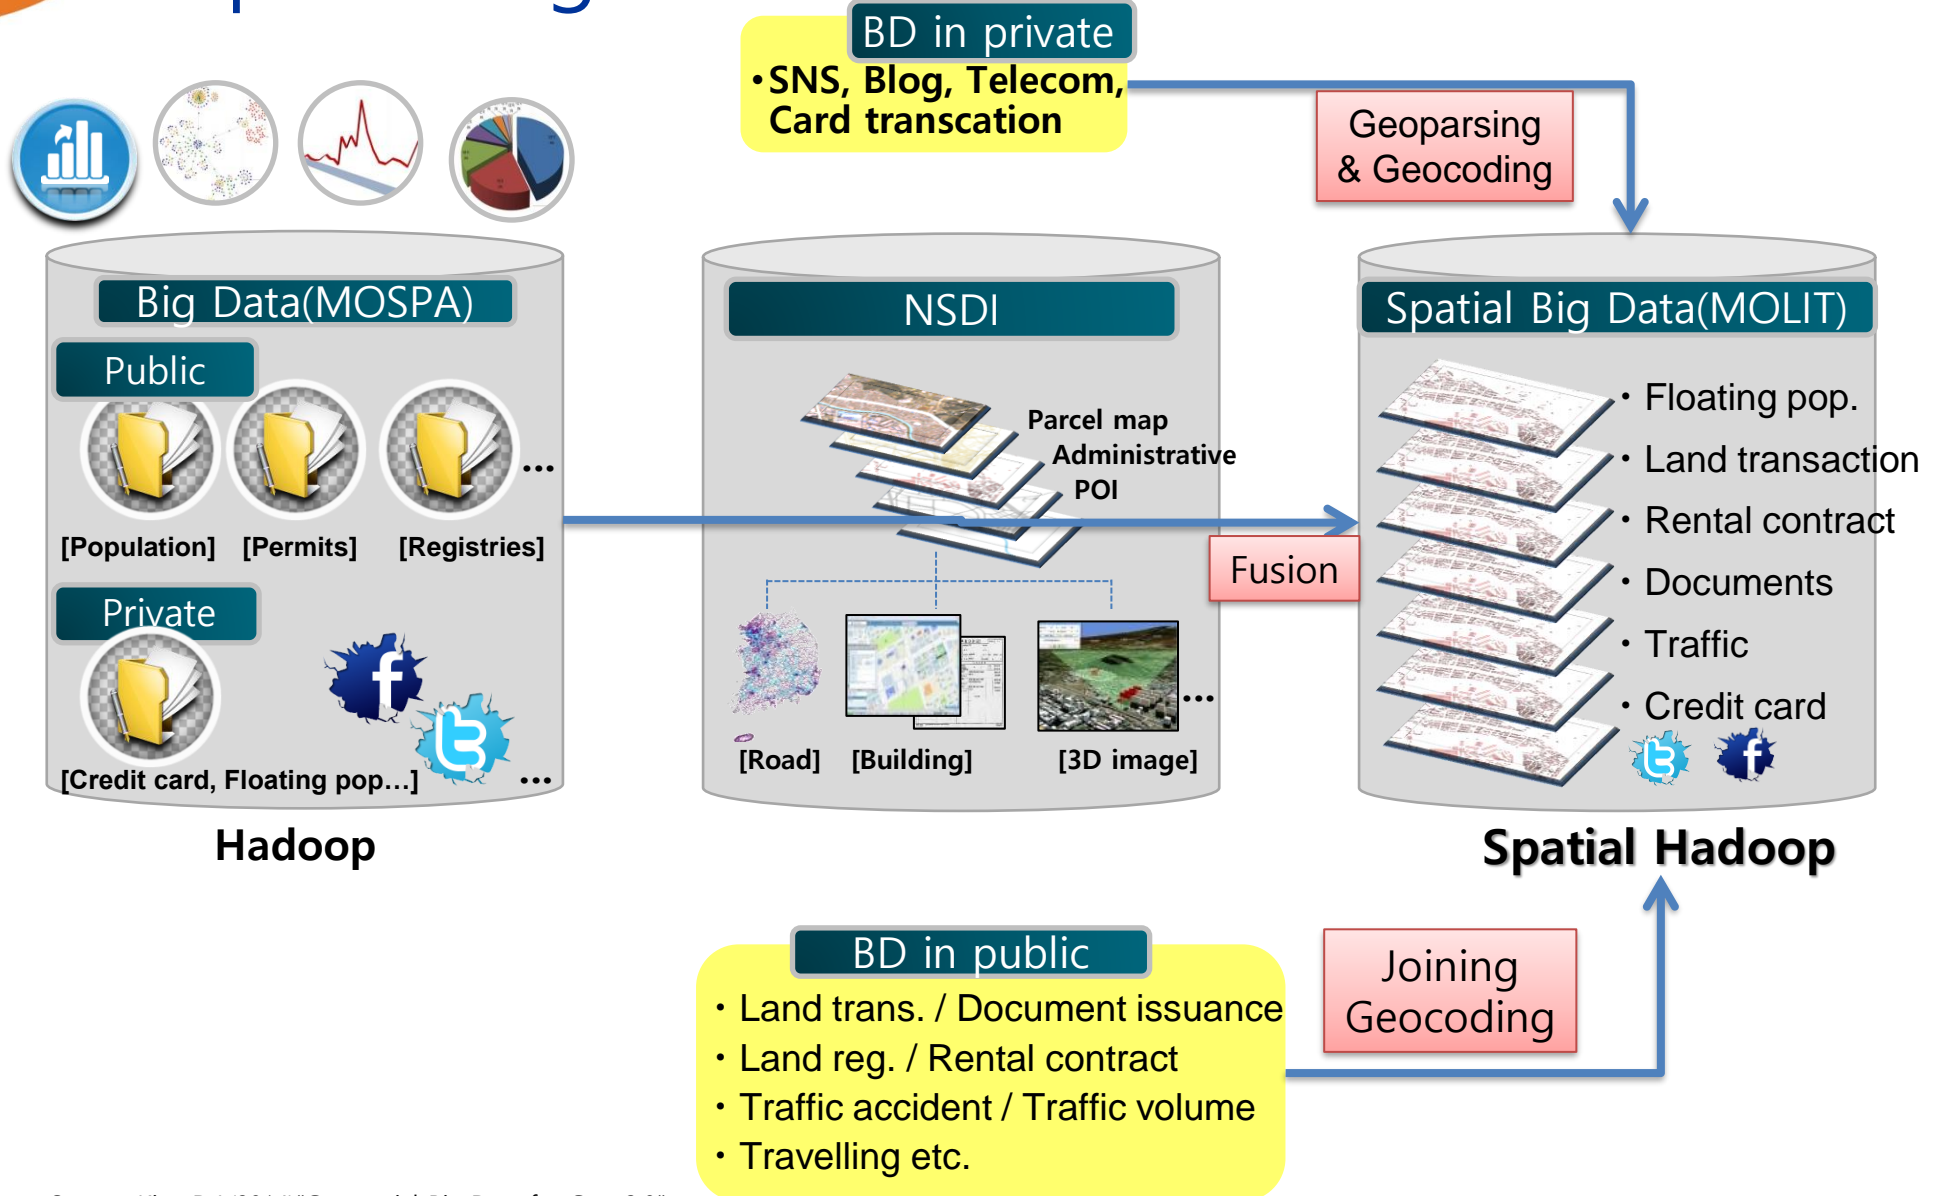 BD in private
•SNS, Blog, Telecom,
Card transcation
Geoparsing
& Geocoding
Big Data(MOSPA)
Public
[Population] [Permits] [Registries]
...
Private
[Credit card, Floating pop...]
...
Hadoop
NSDI
Parcel map
Administrative
POI
[Road] [Building] [3D image]
...
Fusion
Spatial Big Data(MOLIT)
· Floating pop.
· Land transaction
· Rental contract
· Documents
· Traffic
· Credit card
Spatial Hadoop
BD in public
· Land trans. / Document issuance
· Land reg. / Rental contract
· Traffic accident / Traffic volume
· Travelling etc.
Joining
Geocoding